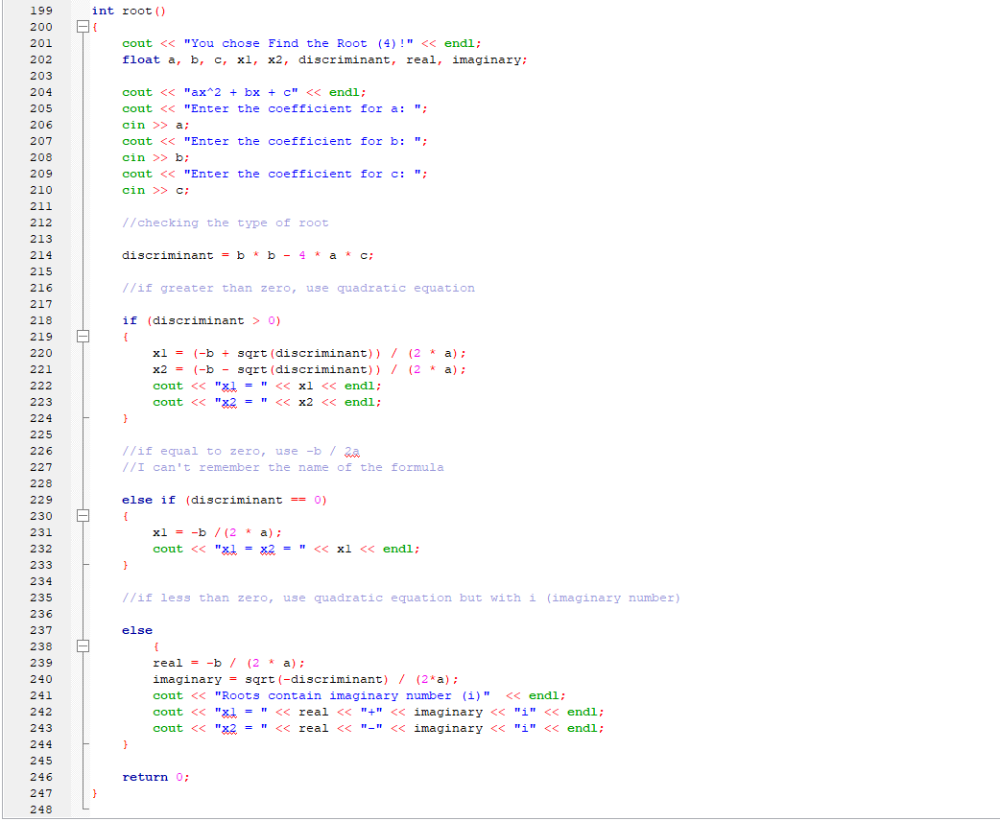 199 int root()
200 {
201 cout << "You chose Find the Root (4)!" << endl;
202 float a, b, c, x1, x2, discriminant, real, imaginary;
203
204 cout << "ax^2 + bx + c" << endl;
205 cout << "Enter the coefficient for a: ";
206 cin >> a;
207 cout << "Enter the coefficient for b: ";
208 cin >> b;
209 cout << "Enter the coefficient for c: ";
210 cin >> c;
211
212 //checking the type of root
213
214 discriminant = b * b - 4 * a * c;
215
216 //if greater than zero, use quadratic equation
217
218 if (discriminant > 0)
219 {
220 x1 = (-b + sqrt(discriminant)) / (2 * a);
221 x2 = (-b - sqrt(discriminant)) / (2 * a);
222 cout << "x1 = " << x1 << endl;
223 cout << "x2 = " << x2 << endl;
224 }
225
226 //if equal to zero, use -b / 2a
227 //I can't remember the name of the formula
228
229 else if (discriminant == 0)
230 {
231 x1 = -b /(2 * a);
232 cout << "x1 = x2 = " << x1 << endl;
233 }
234
235 //if less than zero, use quadratic equation but with i (imaginary number)
236
237 else
238 {
239 real = -b / (2 * a);
240 imaginary = sqrt(-discriminant) / (2*a);
241 cout << "Roots contain imaginary number (i)" << endl;
242 cout << "x1 = " << real << "+" << imaginary << "i" << endl;
243 cout << "x2 = " << real << "-" << imaginary << "i" << endl;
244 }
245
246 return 0;
247 }
248